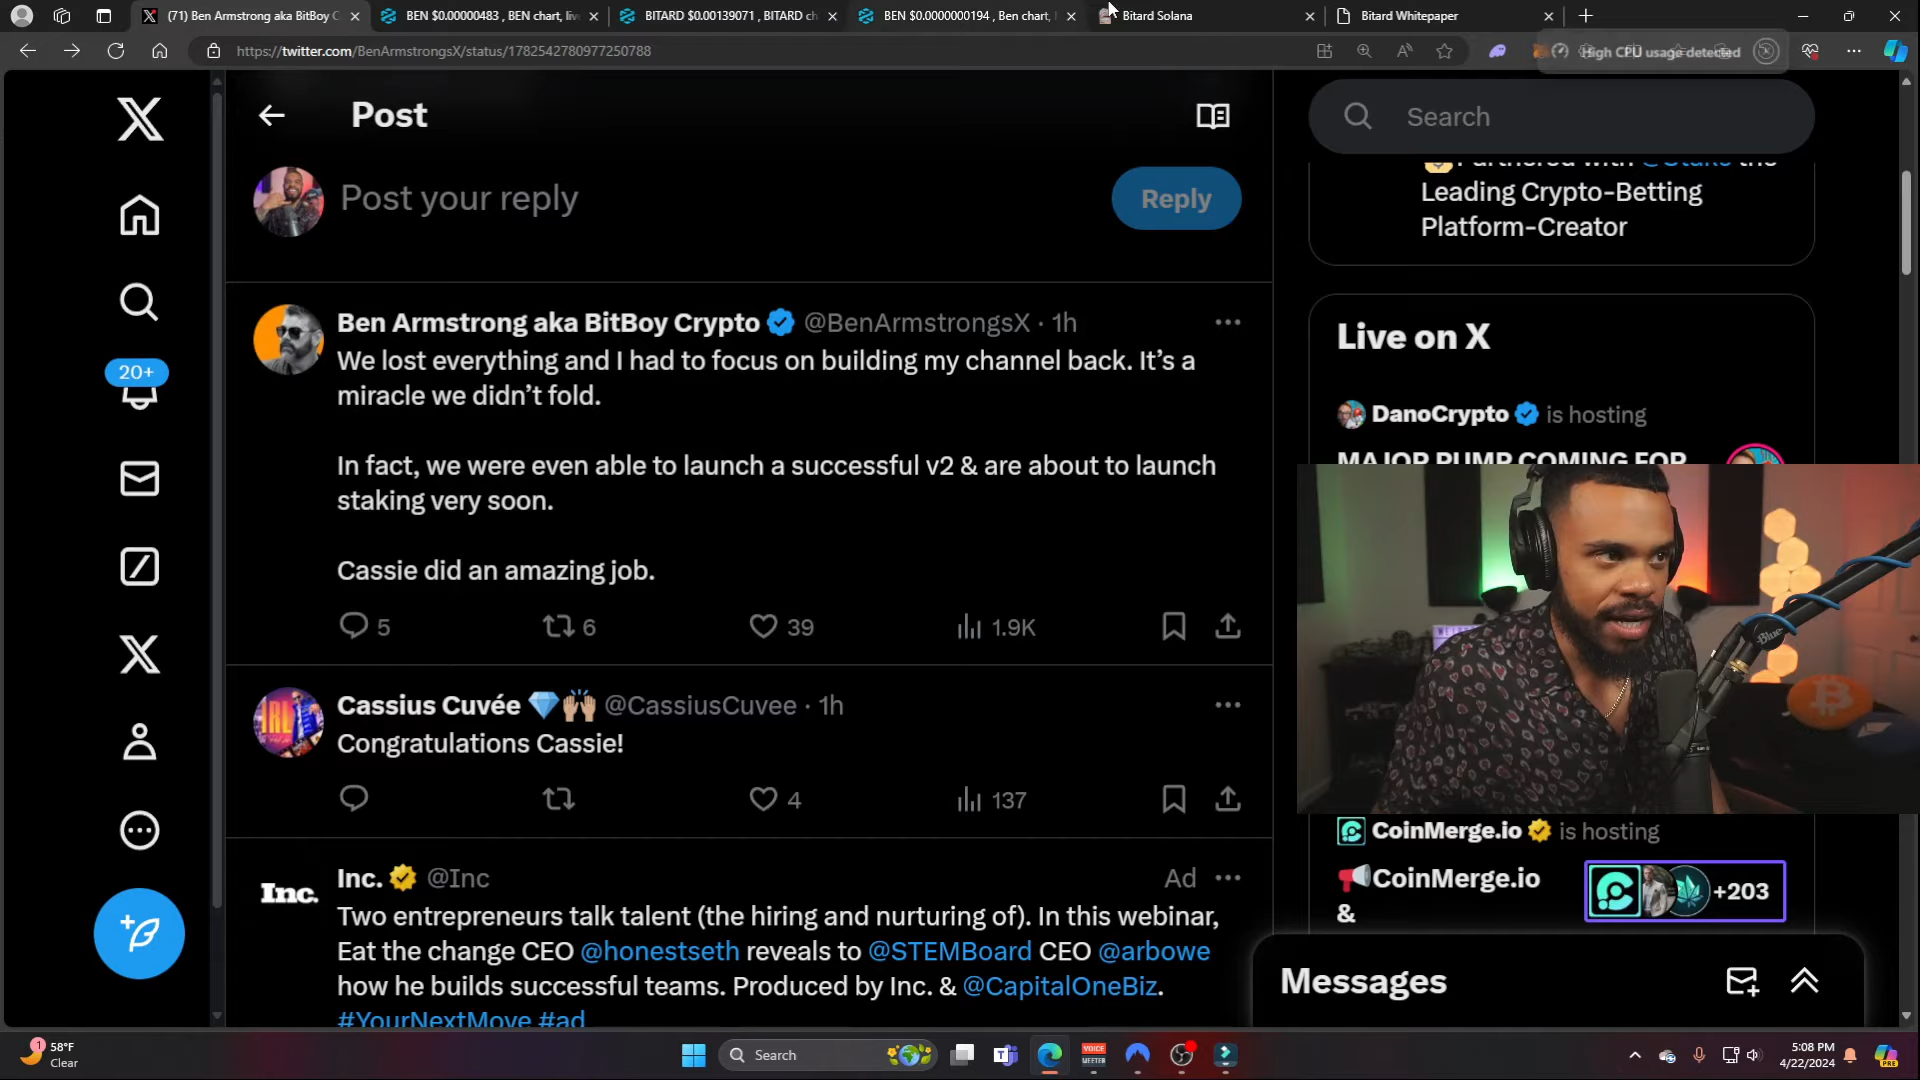 (71) Ben Armstrong aka BitBoy C
BEN $0.00000483 , BEN chart, liv
BITARD $0.00139071 , BITARD ch
BEN $0.0000000194 , Ben chart, l
Bitard Solana
Bitard Whitepaper
https://twitter.com/BenArmstrongsX/status/1782542780977250788
High CPU usage detected
Post
Search
Post your reply
Reply
Partnered with @Stake the
Leading Crypto-Betting
Platform-Creator
Ben Armstrong aka BitBoy Crypto @BenArmstrongsX · 1h
We lost everything and I had to focus on building my channel back. It's a
miracle we didn't fold.
In fact, we were even able to launch a successful v2 & are about to launch
staking very soon.
Cassie did an amazing job.
5
6
39
1.9K
20+
Live on X
DanoCrypto is hosting
MAJOR PUMP COMING FOR
Cassius Cuvée 💎🙌🏽 @CassiusCuvee · 1h
Congratulations Cassie!
4
137
CoinMerge.io is hosting
📢CoinMerge.io
&
+203
Inc. @Inc
Ad
Inc.
Two entrepreneurs talk talent (the hiring and nurturing of). In this webinar,
Eat the change CEO @honestseth reveals to @STEMBoard CEO @arbowe
how he builds successful teams. Produced by Inc. & @CapitalOneBiz.
#YourNextMove #ad
Messages
Blue
1
58°F
Clear
Search
VOICE
MEETER
5:08 PM
4/22/2024
PRE